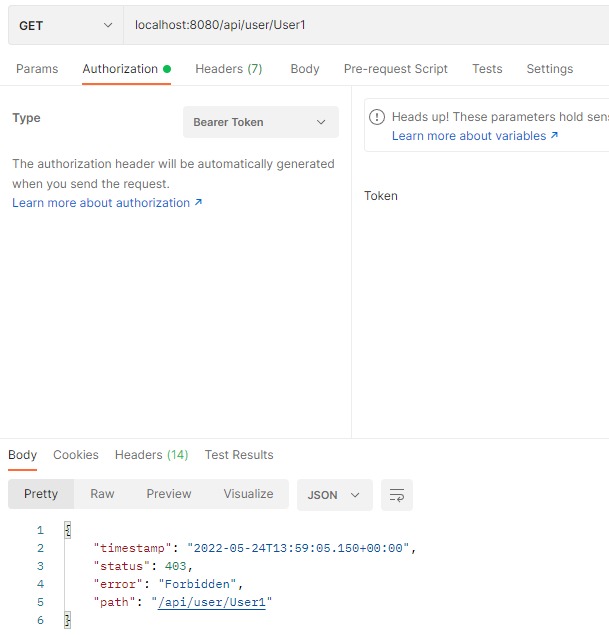 GET localhost:8080/api/user/User1
Params Authorization Headers (7) Body Pre-request Script Tests Settings
Type Bearer Token
The authorization header will be automatically generated
when you send the request.
Learn more about authorization ↗
Heads up! These parameters hold sens
Learn more about variables ↗
Token
Body Cookies Headers (14) Test Results
Pretty Raw Preview Visualize JSON
1 {
2 "timestamp": "2022-05-24T13:59:05.150+00:00",
3 "status": 403,
4 "error": "Forbidden",
5 "path": "/api/user/User1"
6 }